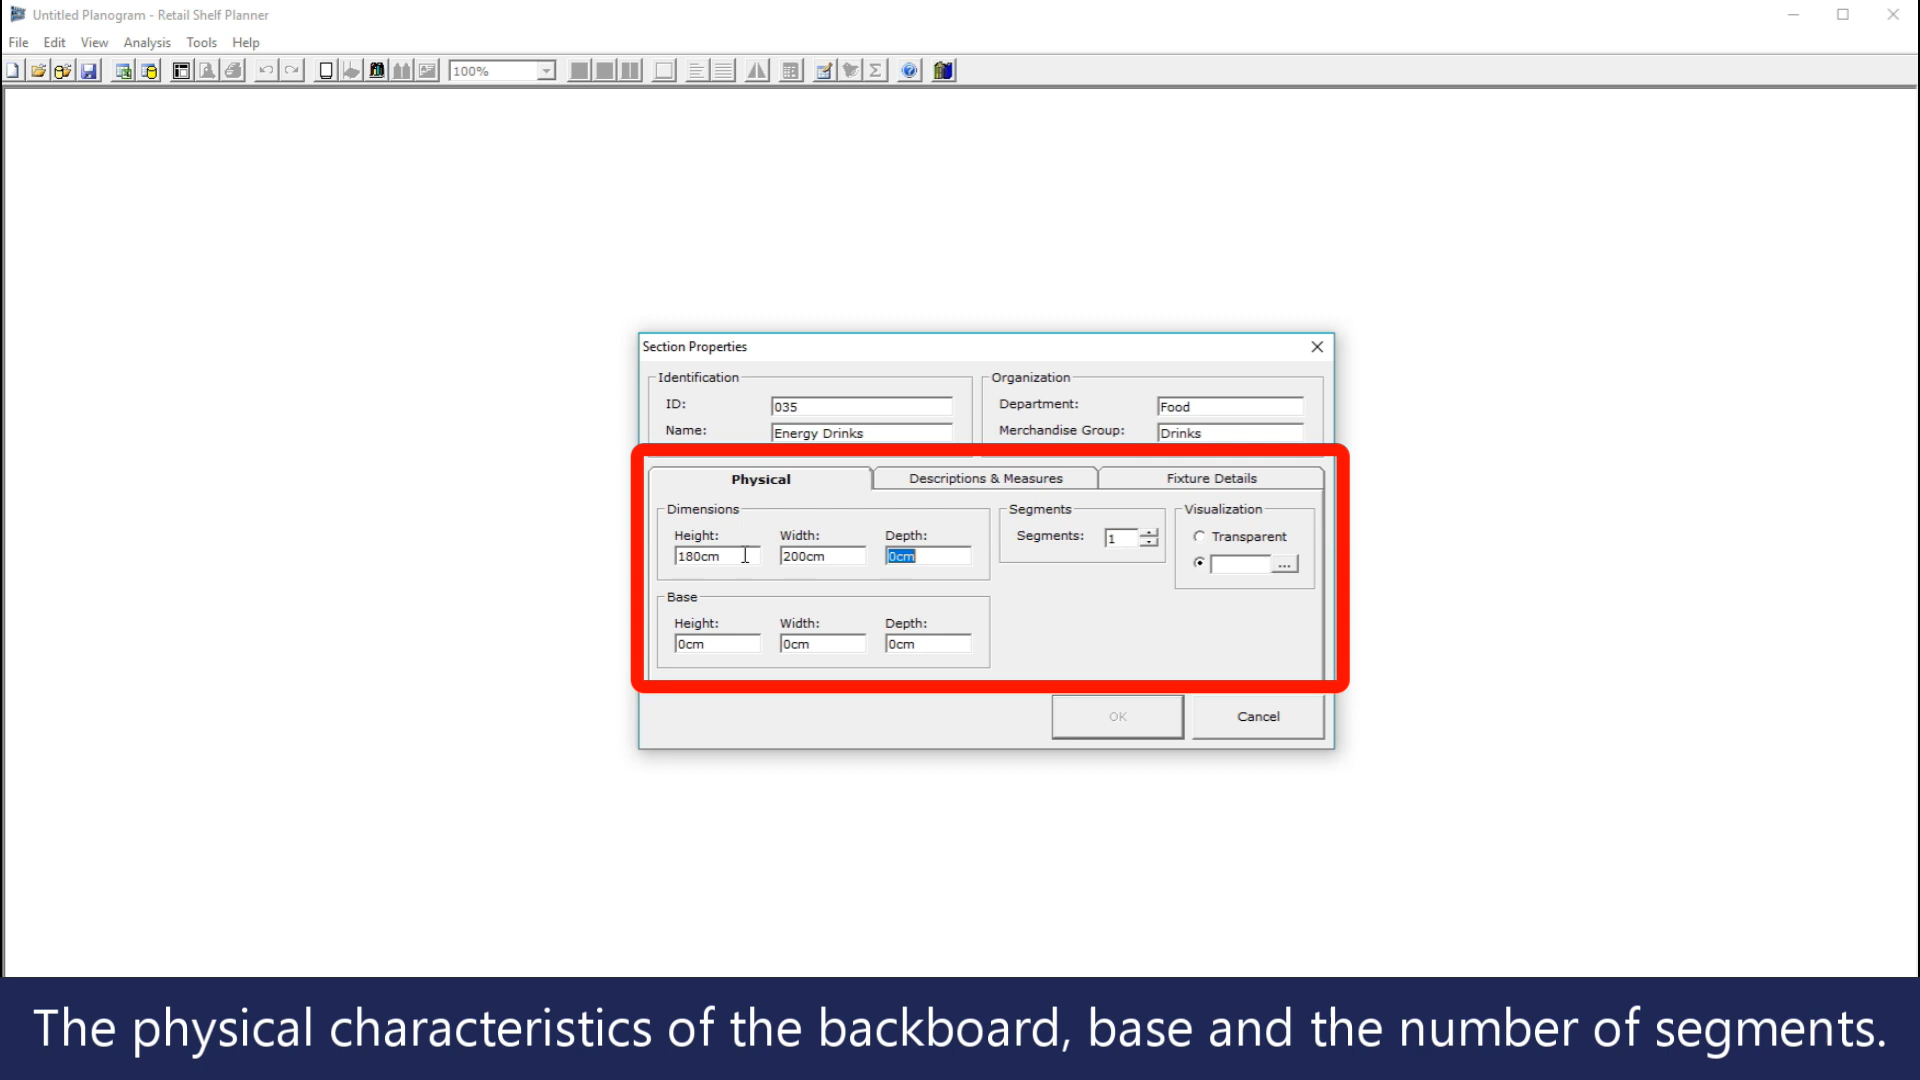 Untitled Planogram - Retail Shelf Planner
File Edit View Analysis Tools Help
100%
Section Properties
Identification Organization
ID: 035 Department: Food
Name: Energy Drinks Merchandise Group: Drinks
Physical Descriptions & Measures Fixture Details
Dimensions Segments Visualization
Height: Width: Depth: Segments: 1 Transparent
180cm 200cm 0cm ...
Base
Height: Width: Depth:
0cm 0cm 0cm
OK Cancel
The physical characteristics of the backboard, base and the number of segments.